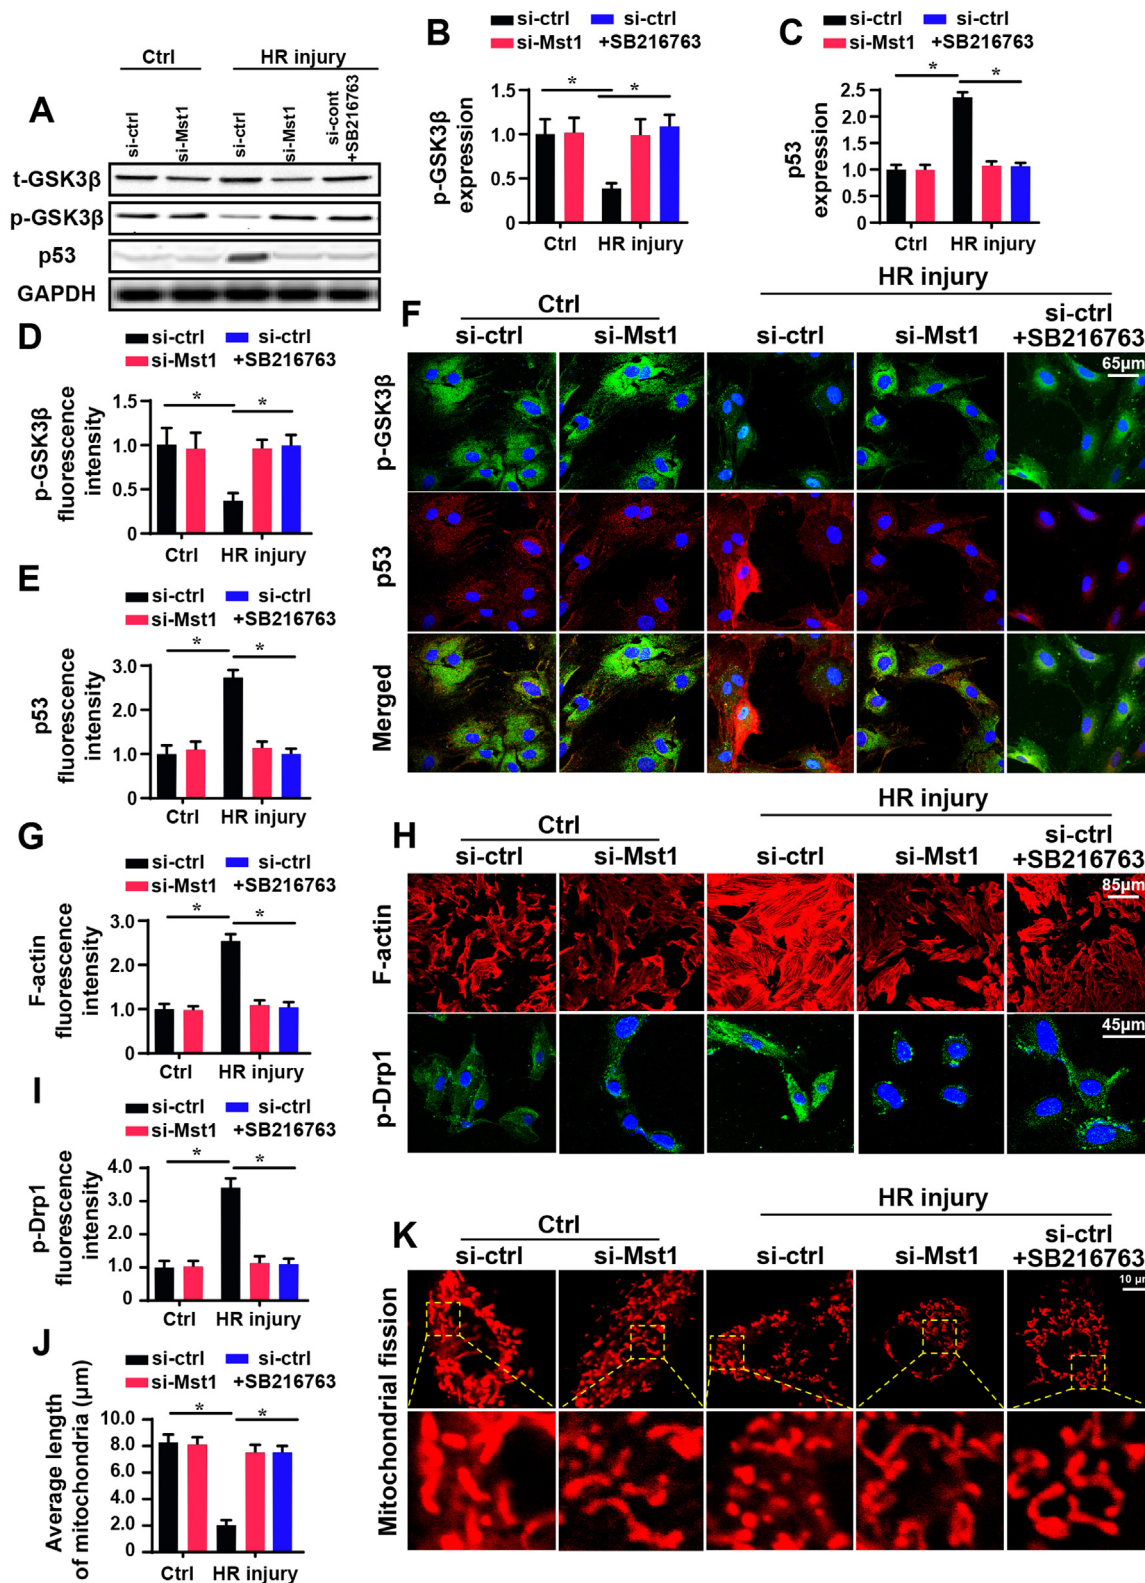 A
Ctrl
HR injury
si-ctrl
si-Mst1
si-ctrl
si-Mst1
si-cont
+SB216763
t-GSK3β
p-GSK3β
p53
GAPDH
B
si-ctrl
si-ctrl
si-Mst1
+SB216763
p-GSK3β
expression
1.5
1.0
0.5
0
*
*
Ctrl
HR injury
C
si-ctrl
si-ctrl
si-Mst1
+SB216763
p53
expression
2.5
2.0
1.5
1.0
0.5
0
*
*
Ctrl
HR injury
D
si-ctrl
si-ctrl
si-Mst1
+SB216763
p-GSK3β
fluorescence
intensity
1.5
1.0
0.5
0
*
*
Ctrl
HR injury
E
si-ctrl
si-ctrl
si-Mst1
+SB216763
p53
fluorescence
intensity
3.0
2.0
1.0
0
*
*
Ctrl
HR injury
F
Ctrl
HR injury
si-ctrl
si-Mst1
si-ctrl
si-Mst1
si-ctrl
+SB216763
65µm
p-GSK3β
p53
Merged
G
si-ctrl
si-ctrl
si-Mst1
+SB216763
F-actin
fluorescence
intensity
3.0
2.0
1.0
0
*
*
Ctrl
HR injury
H
Ctrl
HR injury
si-ctrl
si-Mst1
si-ctrl
si-Mst1
si-ctrl
+SB216763
85µm
F-actin
45µm
p-Drp1
I
si-ctrl
si-ctrl
si-Mst1
+SB216763
p-Drp1
fluorescence
intensity
4.0
3.0
2.0
1.0
0
*
*
Ctrl
HR injury
J
si-ctrl
si-ctrl
si-Mst1
+SB216763
Average length
of mitochondria (µm)
10.0
8.0
6.0
4.0
2.0
0
*
*
Ctrl
HR injury
K
Ctrl
HR injury
si-ctrl
si-Mst1
si-ctrl
si-Mst1
si-ctrl
+SB216763
10 µm
Mitochondrial fission